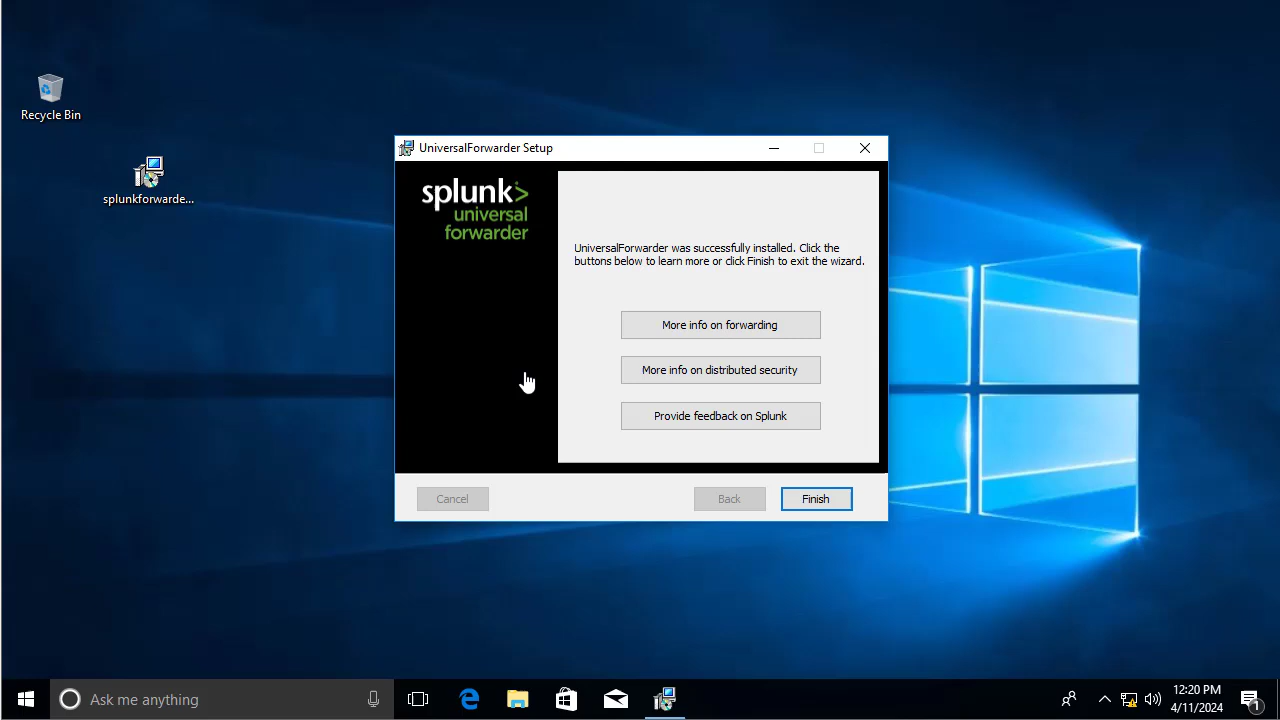 Recycle Bin
splunkforwarde...
UniversalForwarder Setup
splunk>
universal
forwarder
UniversalForwarder was successfully installed. Click the
buttons below to learn more or click Finish to exit the wizard.
More info on forwarding
More info on distributed security
Provide feedback on Splunk
Cancel
Back
Finish
Ask me anything
12:20 PM
4/11/2024
1